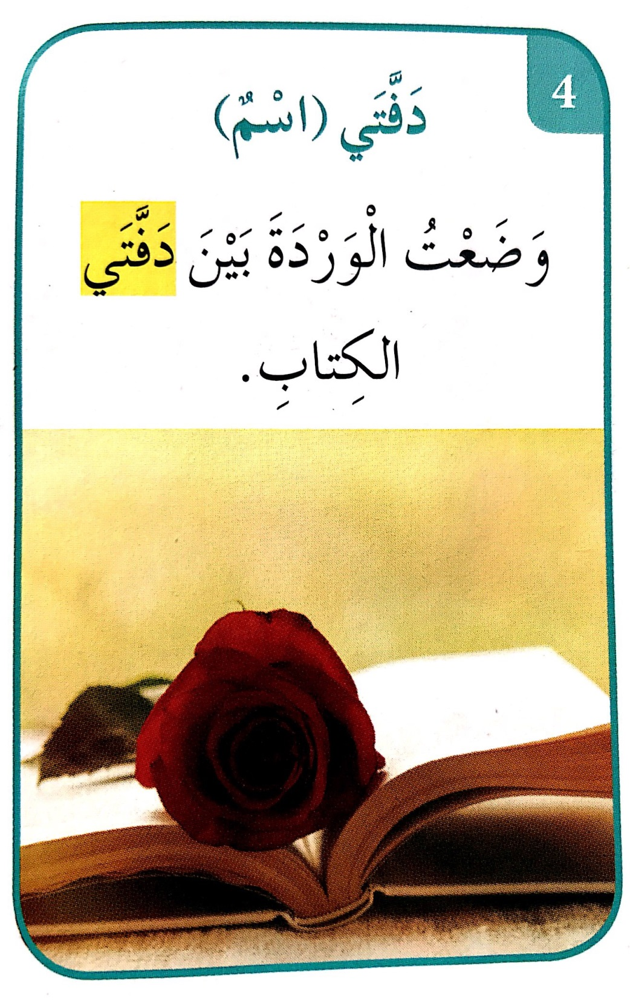 4
دَفَّتَي (اسْمٌ)
وَضَعْتُ الْوَرْدَةَ بَيْنَ دَفَّتَي
الكِتابِ.